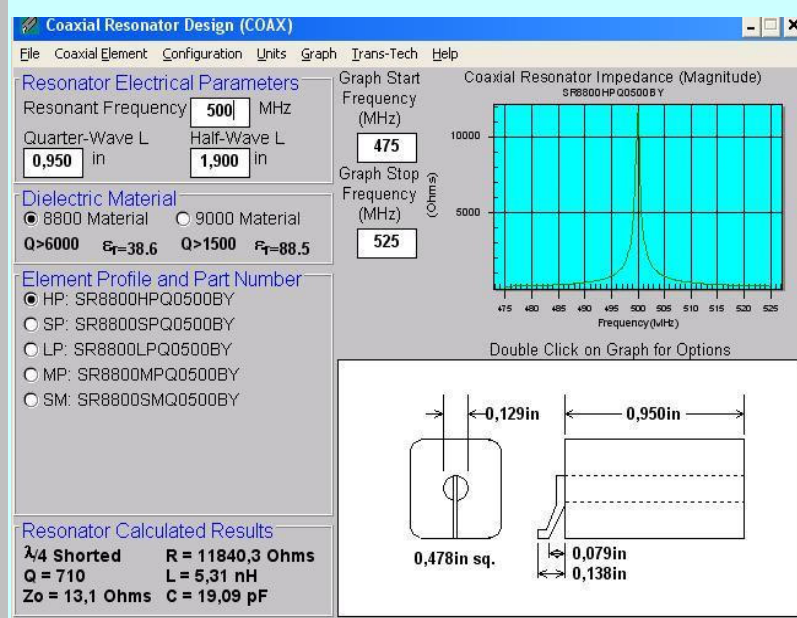 Coaxial Resonator Design (COAX)
File Coaxial Element Configuration Units Graph Trans-Tech Help
Resonator Electrical Parameters
Resonant Frequency 500 MHz
Quarter-Wave L Half-Wave L
0,950 in 1,900 in
Dielectric Material
8800 Material 9000 Material
Q>6000 εr=38.6 Q>1500 εr=88.5
Element Profile and Part Number
HP: SR8800HPQ0500BY
SP: SR8800SPQ0500BY
LP: SR8800LPQ0500BY
MP: SR8800MPQ0500BY
SM: SR8800SMQ0500BY
Resonator Calculated Results
λ/4 Shorted R = 11840,3 Ohms
Q = 710 L = 5,31 nH
Zo = 13,1 Ohms C = 19,09 pF
Graph Start
Frequency
(MHz)
475
Graph Stop
Frequency
(MHz)
525
Coaxial Resonator Impedance (Magnitude)
SR8800HPQ0500BY
10000
5000
(Ohms)
475 480 485 490 495 500 505 510 515 520 525
Frequency(MHz)
Double Click on Graph for Options
0,129in 0,950in
0,478in sq.
0,079in
0,138in